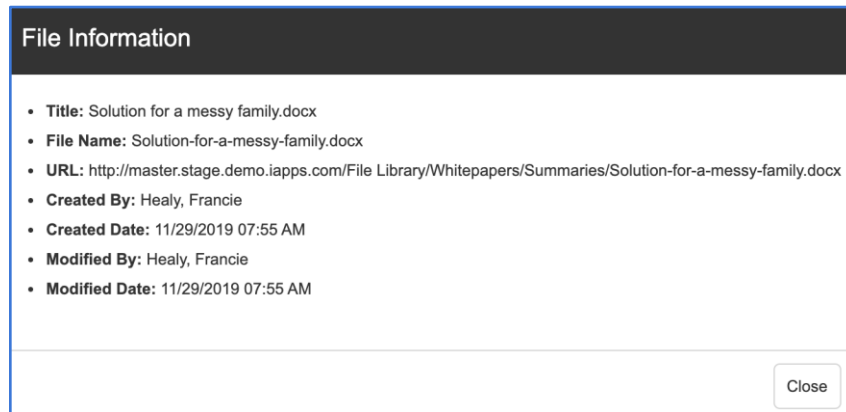 File Information
• Title: Solution for a messy family.docx
• File Name: Solution-for-a-messy-family.docx
• URL: http://master.stage.demo.iapps.com/File Library/Whitepapers/Summaries/Solution-for-a-messy-family.docx
• Created By: Healy, Francie
• Created Date: 11/29/2019 07:55 AM
• Modified By: Healy, Francie
• Modified Date: 11/29/2019 07:55 AM
Close